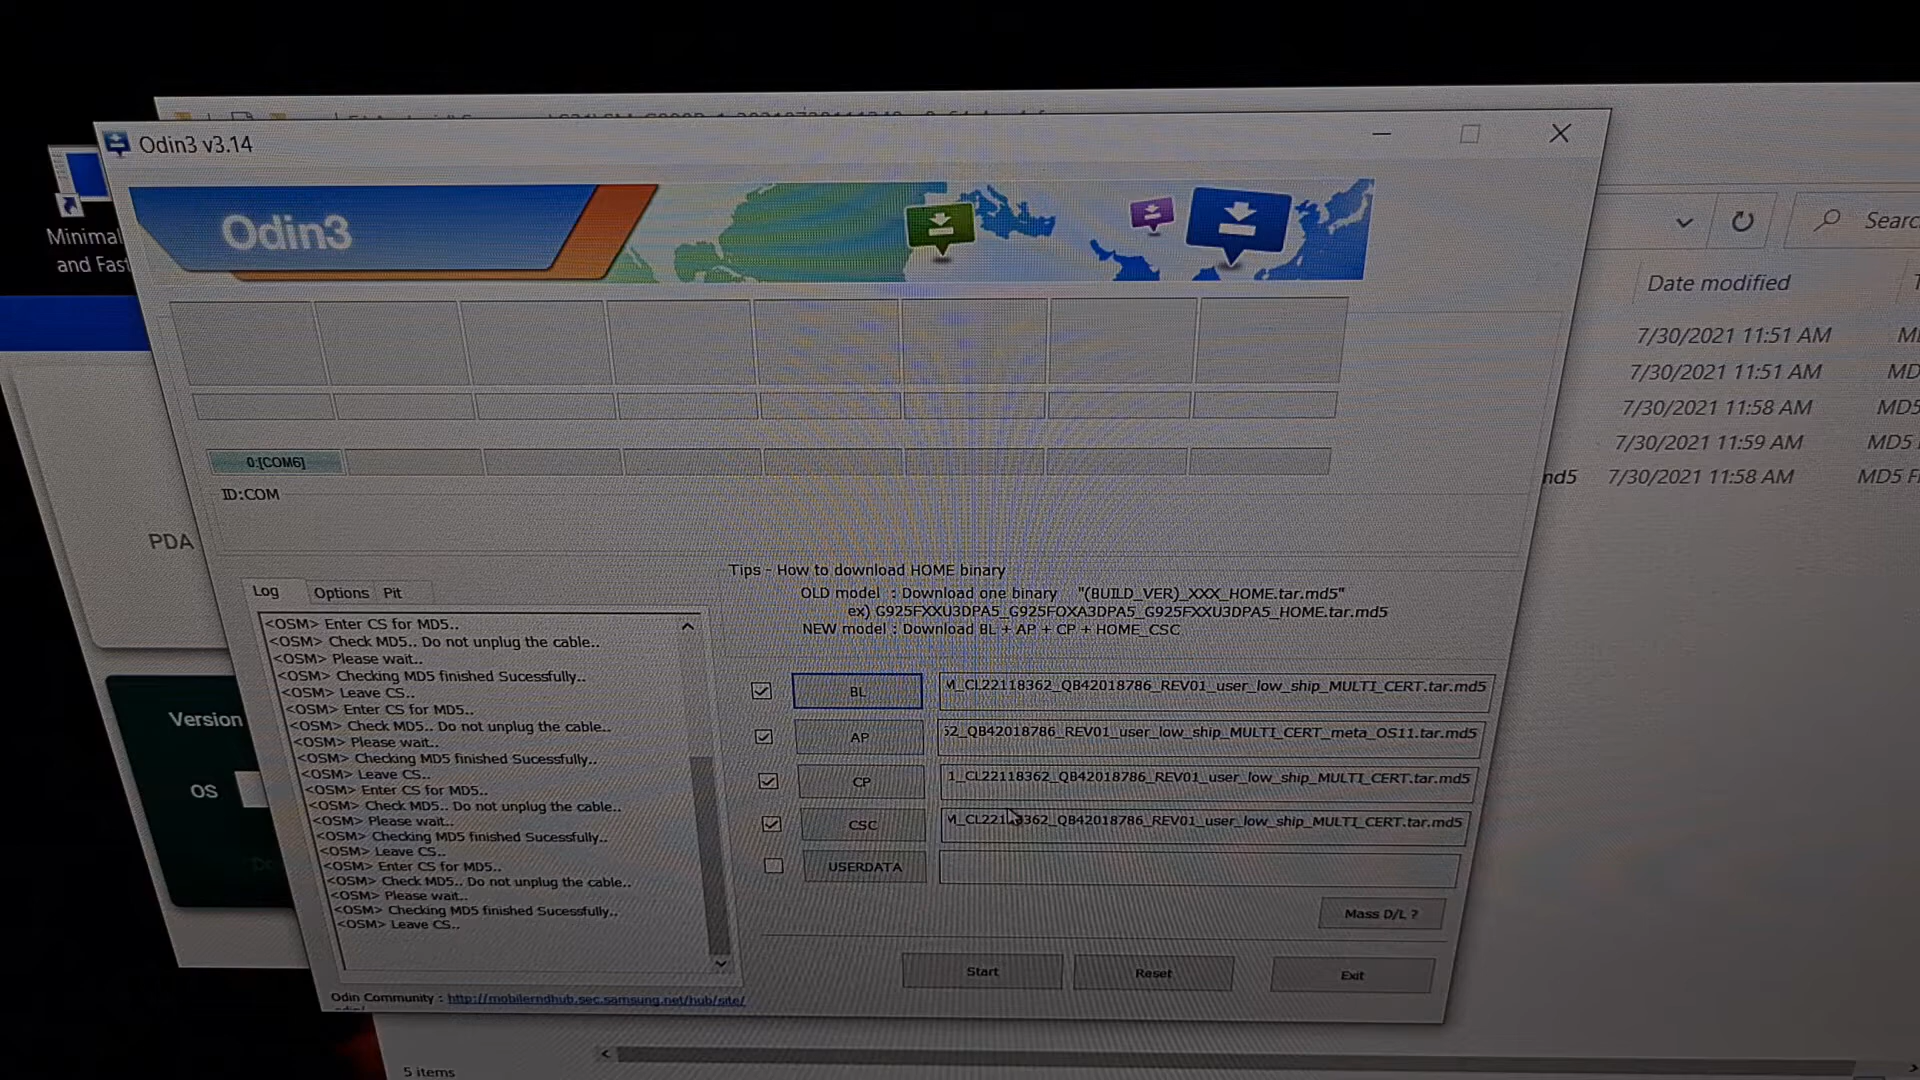 Odin3 v3.14
Minimal
and Fast
Odin3
Searc
Date modified
7/30/2021 11:51 AM
7/30/2021 11:51 AM MD
7/30/2021 11:58 AM MD5
7/30/2021 11:59 AM MD5
nd5 7/30/2021 11:58 AM MD5 F
0:[COM6]
ID:COM
PDA
Tips - How to download HOME binary
OLD model : Download one binary "(BUILD_VER)_XXX_HOME.tar.md5"
ex) G925FXXU3DPA5_G925FOXA3DPA5_G925FXXU3DPA5_HOME.tar.md5
NEW model : Download BL + AP + CP + HOME_CSC
Log Options Pit
<OSM> Enter CS for MD5..
<OSM> Check MD5.. Do not unplug the cable..
<OSM> Please wait..
<OSM> Checking MD5 finished Sucessfully..
<OSM> Leave CS..
<OSM> Enter CS for MD5..
<OSM> Check MD5.. Do not unplug the cable..
<OSM> Please wait..
<OSM> Checking MD5 finished Sucessfully..
<OSM> Leave CS..
<OSM> Enter CS for MD5..
<OSM> Check MD5.. Do not unplug the cable..
<OSM> Please wait..
<OSM> Checking MD5 finished Sucessfully..
<OSM> Leave CS..
<OSM> Enter CS for MD5..
<OSM> Check MD5.. Do not unplug the cable..
<OSM> Please wait..
<OSM> Checking MD5 finished Sucessfully..
<OSM> Leave CS..
BL M_CL22118362_QB42018786_REV01_user_low_ship_MULTI_CERT.tar.md5
AP 52_QB42018786_REV01_user_low_ship_MULTI_CERT_meta_OS11.tar.md5
CP 1_CL22118362_QB42018786_REV01_user_low_ship_MULTI_CERT.tar.md5
CSC M_CL22118362_QB42018786_REV01_user_low_ship_MULTI_CERT.tar.md5
USERDATA
Mass D/L ?
Start Reset Exit
Odin Community : http://mobilerndhub.sec.samsung.net/hub/site/
Version
OS
5 items